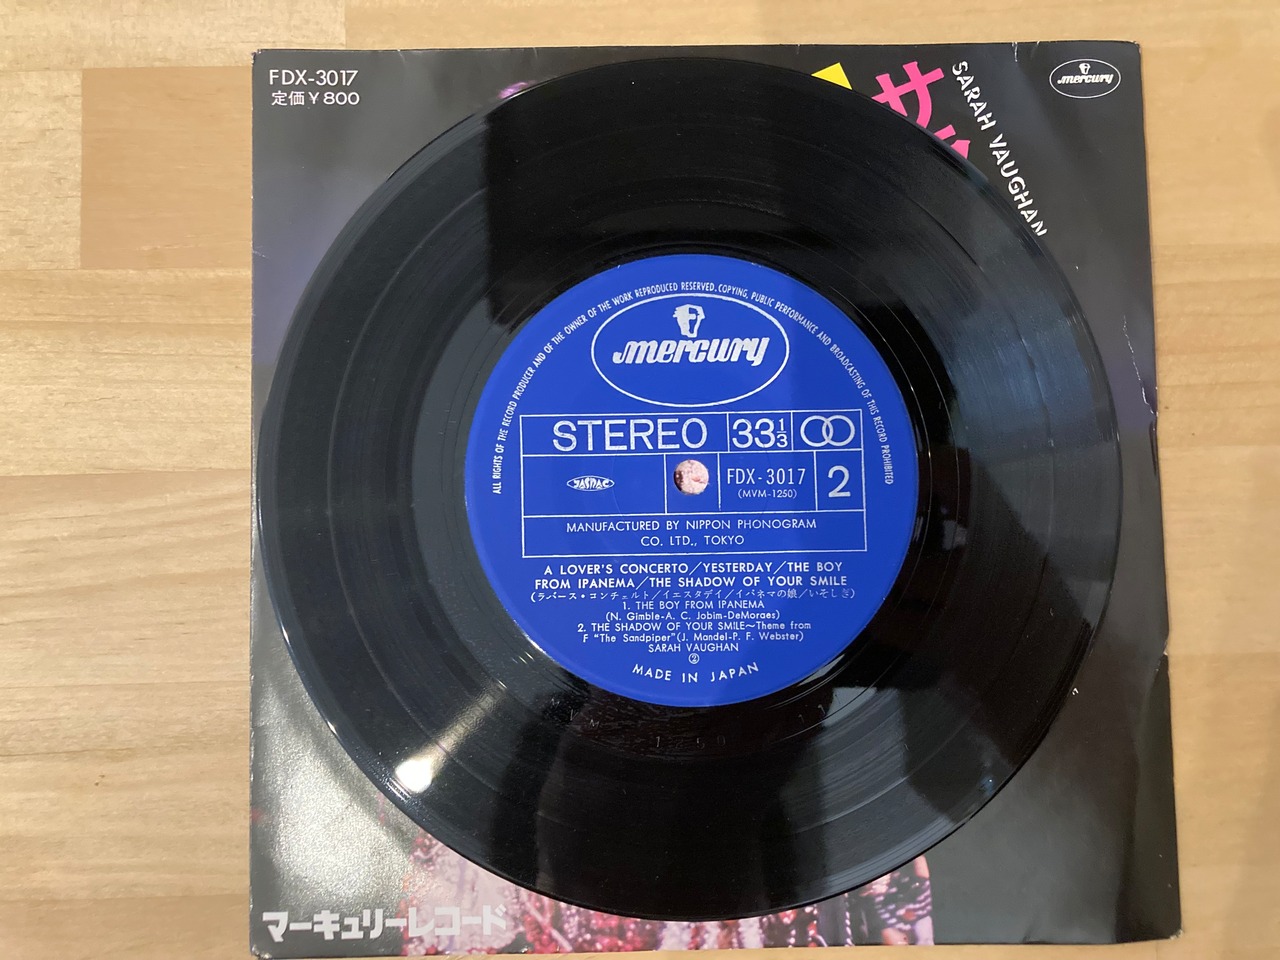 FDX-3017
定価￥800
サ
SARAH VAUGHAN
mercury
ALL RIGHTS OF THE RECORD PRODUCER AND OF THE OWNER OF THE WORK REPRODUCED RESERVED. COPYING, PUBLIC PERFORMANCE AND BROADCASTING OF THIS RECORD PROHIBITED
mercury
STEREO 33 1/3
JASRAC FDX-3017 2
(MVM-1250)
MANUFACTURED BY NIPPON PHONOGRAM
CO. LTD., TOKYO
A LOVER'S CONCERTO／YESTERDAY／THE BOY
FROM IPANEMA／THE SHADOW OF YOUR SMILE
(ラバース・コンチェルト／イエスタデイ／イパネマの娘／いそしぎ)
1. THE BOY FROM IPANEMA
(N. Gimble-A. C. Jobim-DeMoraes)
2. THE SHADOW OF YOUR SMILE～Theme from
F "The Sandpiper"(J. Mandel-P. F. Webster)
SARAH VAUGHAN
②
MADE IN JAPAN
マーキュリーレコード